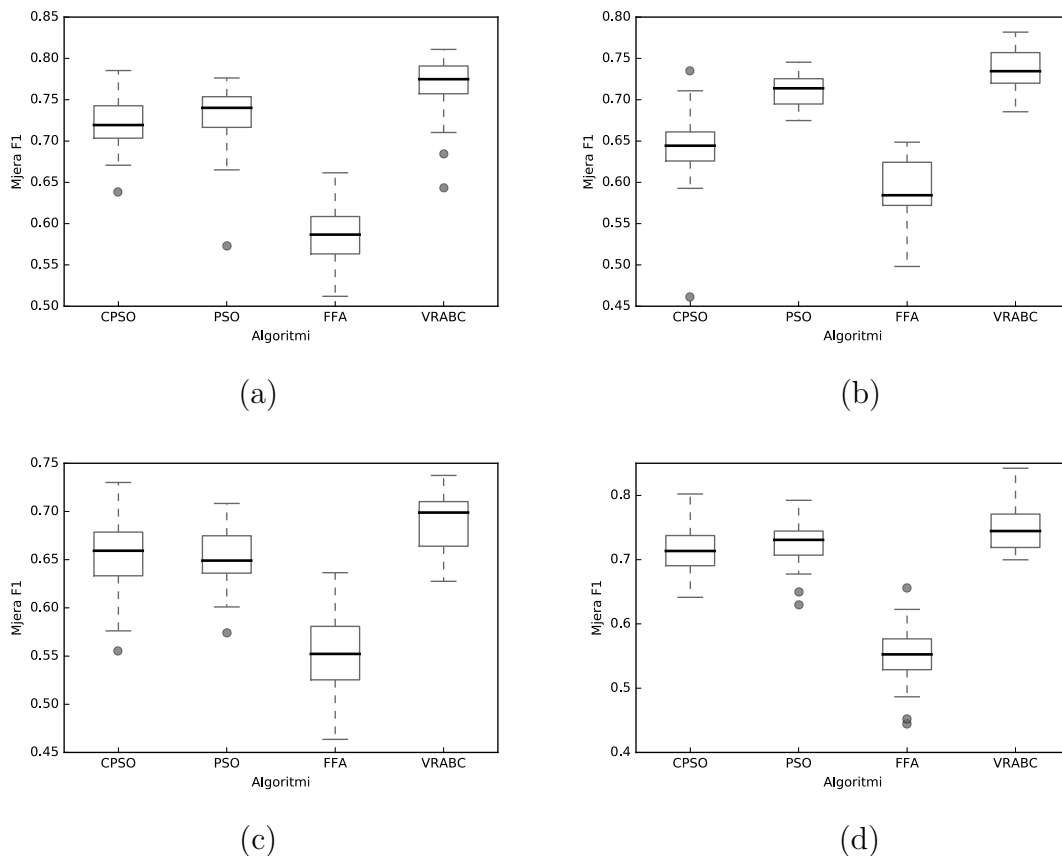 0.85
0.80
0.75
0.70
0.65
0.60
0.55
0.50
Mjera F1
CPSO PSO FFA VRABC
Algoritmi
(a)
0.80
0.75
0.70
0.65
0.60
0.55
0.50
0.45
Mjera F1
CPSO PSO FFA VRABC
Algoritmi
(b)
0.75
0.70
0.65
0.60
0.55
0.50
0.45
Mjera F1
CPSO PSO FFA VRABC
Algoritmi
(c)
0.8
0.7
0.6
0.5
0.4
Mjera F1
CPSO PSO FFA VRABC
Algoritmi
(d)